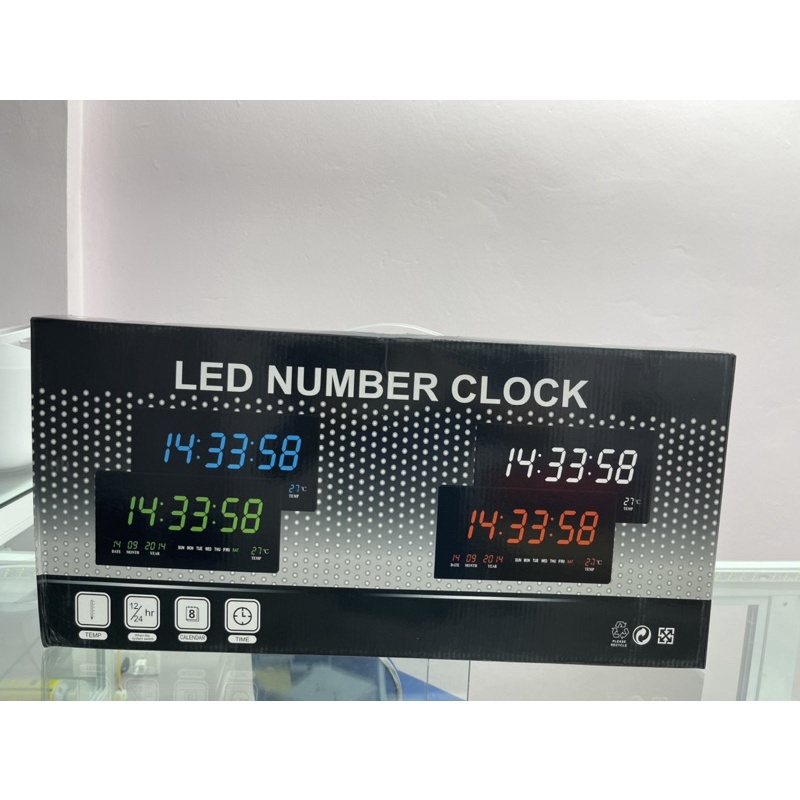 LED NUMBER CLOCK
14:33:58
27°C
TEMP
14:33:58
14 09 2014
DATE MONTH YEAR
SUN MON TUE WED THU FRI SAT
27°C
TEMP
14:33:58
27°C
TEMP
14:33:58
14 09 2014
DATE MONTH YEAR
SUN MON TUE WED THU FRI SAT
27°C
TEMP
TEMP
12/24 hr
8
CALENDAR
TIME
PLEASE
RECYCLE